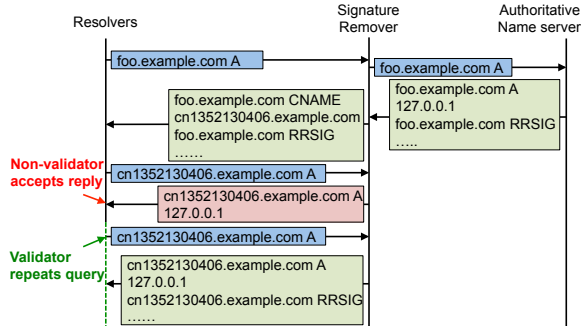 Resolvers
Signature
Remover
Authoritative
Name server
foo.example.com A
foo.example.com A
foo.example.com A
127.0.0.1
foo.example.com RRSIG
.....
foo.example.com CNAME
cn1352130406.example.com
foo.example.com RRSIG
......
Non-validator
accepts reply
cn1352130406.example.com A
cn1352130406.example.com A
127.0.0.1
Validator
repeats query
cn1352130406.example.com A
cn1352130406.example.com A
127.0.0.1
cn1352130406.example.com RRSIG
......